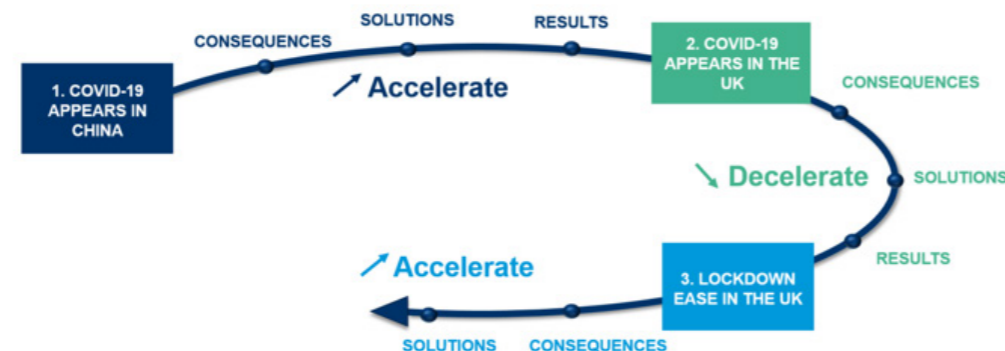 1. COVID-19
APPEARS IN
CHINA
CONSEQUENCES
SOLUTIONS
RESULTS
Accelerate
2. COVID-19
APPEARS IN THE
UK
CONSEQUENCES
Decelerate
SOLUTIONS
RESULTS
3. LOCKDOWN
EASE IN THE UK
Accelerate
CONSEQUENCES
SOLUTIONS